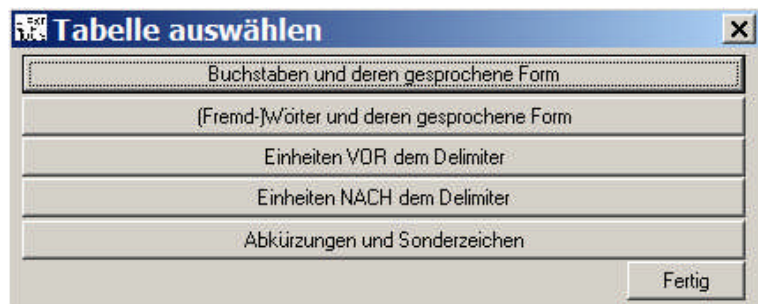 Tabelle auswählen
Buchstaben und deren gesprochene Form
(Fremd-)Wörter und deren gesprochene Form
Einheiten VOR dem Delimiter
Einheiten NACH dem Delimiter
Abkürzungen und Sonderzeichen
Fertig